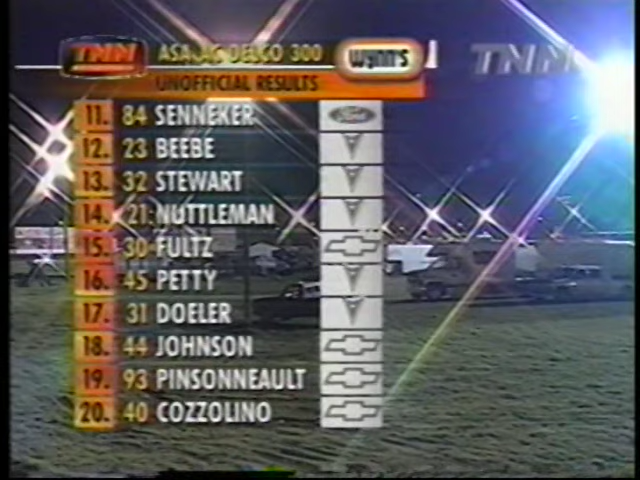 TNN ASA AC DELCO 300 Wynn's TNN
UNOFFICIAL RESULTS
11. 84 SENNEKER Ford
12. 23 BEEBE
13. 32 STEWART
14. 21 NUTTLEMAN
15. 30 FULTZ
16. 45 PETTY
17. 31 DOELER
18. 44 JOHNSON
19. 93 PINSONNEAULT
20. 40 COZZOLINO